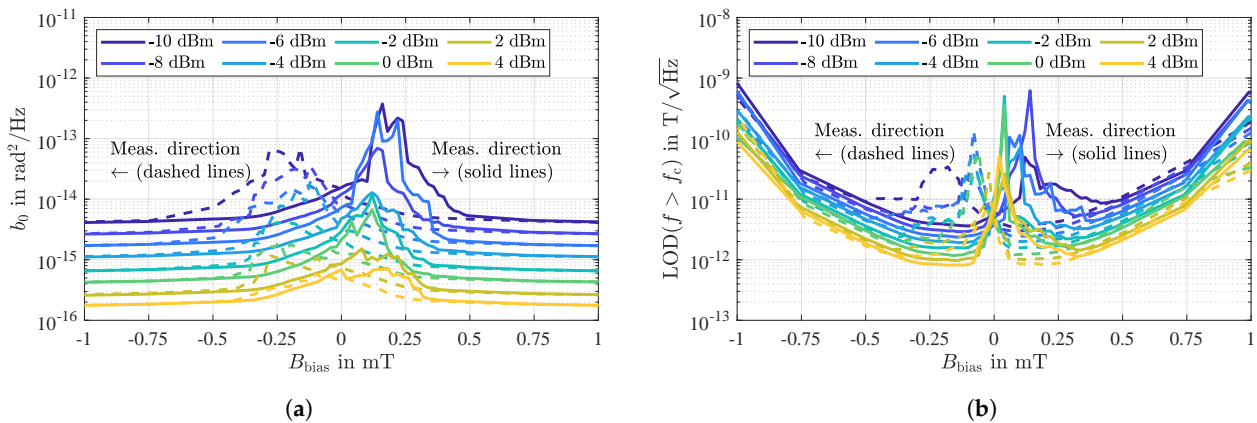 10⁻¹¹
10⁻¹²
10⁻¹³
10⁻¹⁴
10⁻¹⁵
10⁻¹⁶
b₀ in rad²/Hz
-10 dBm -6 dBm -2 dBm 2 dBm
-8 dBm -4 dBm 0 dBm 4 dBm
Meas. direction
← (dashed lines)
Meas. direction
→ (solid lines)
-1 -0.75 -0.5 -0.25 0 0.25 0.5 0.75 1
B_bias in mT
(a)
10⁻⁸
10⁻⁹
10⁻¹⁰
10⁻¹¹
10⁻¹²
10⁻¹³
LOD(f > f_c) in T/√Hz
-10 dBm -6 dBm -2 dBm 2 dBm
-8 dBm -4 dBm 0 dBm 4 dBm
Meas. direction
← (dashed lines)
Meas. direction
→ (solid lines)
-1 -0.75 -0.5 -0.25 0 0.25 0.5 0.75 1
B_bias in mT
(b)